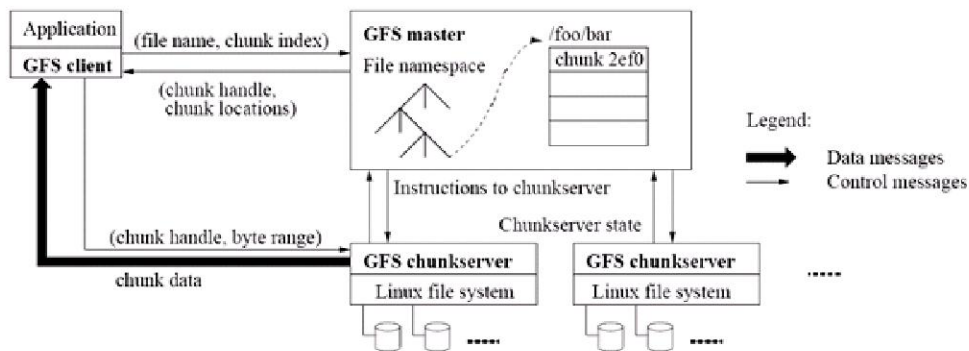 Application
GFS client
(file name, chunk index)
(chunk handle,
chunk locations)
GFS master
File namespace
/foo/bar
chunk 2ef0
Legend:
Data messages
Control messages
Instructions to chunkserver
Chunkserver state
(chunk handle, byte range)
chunk data
GFS chunkserver
Linux file system
GFS chunkserver
Linux file system